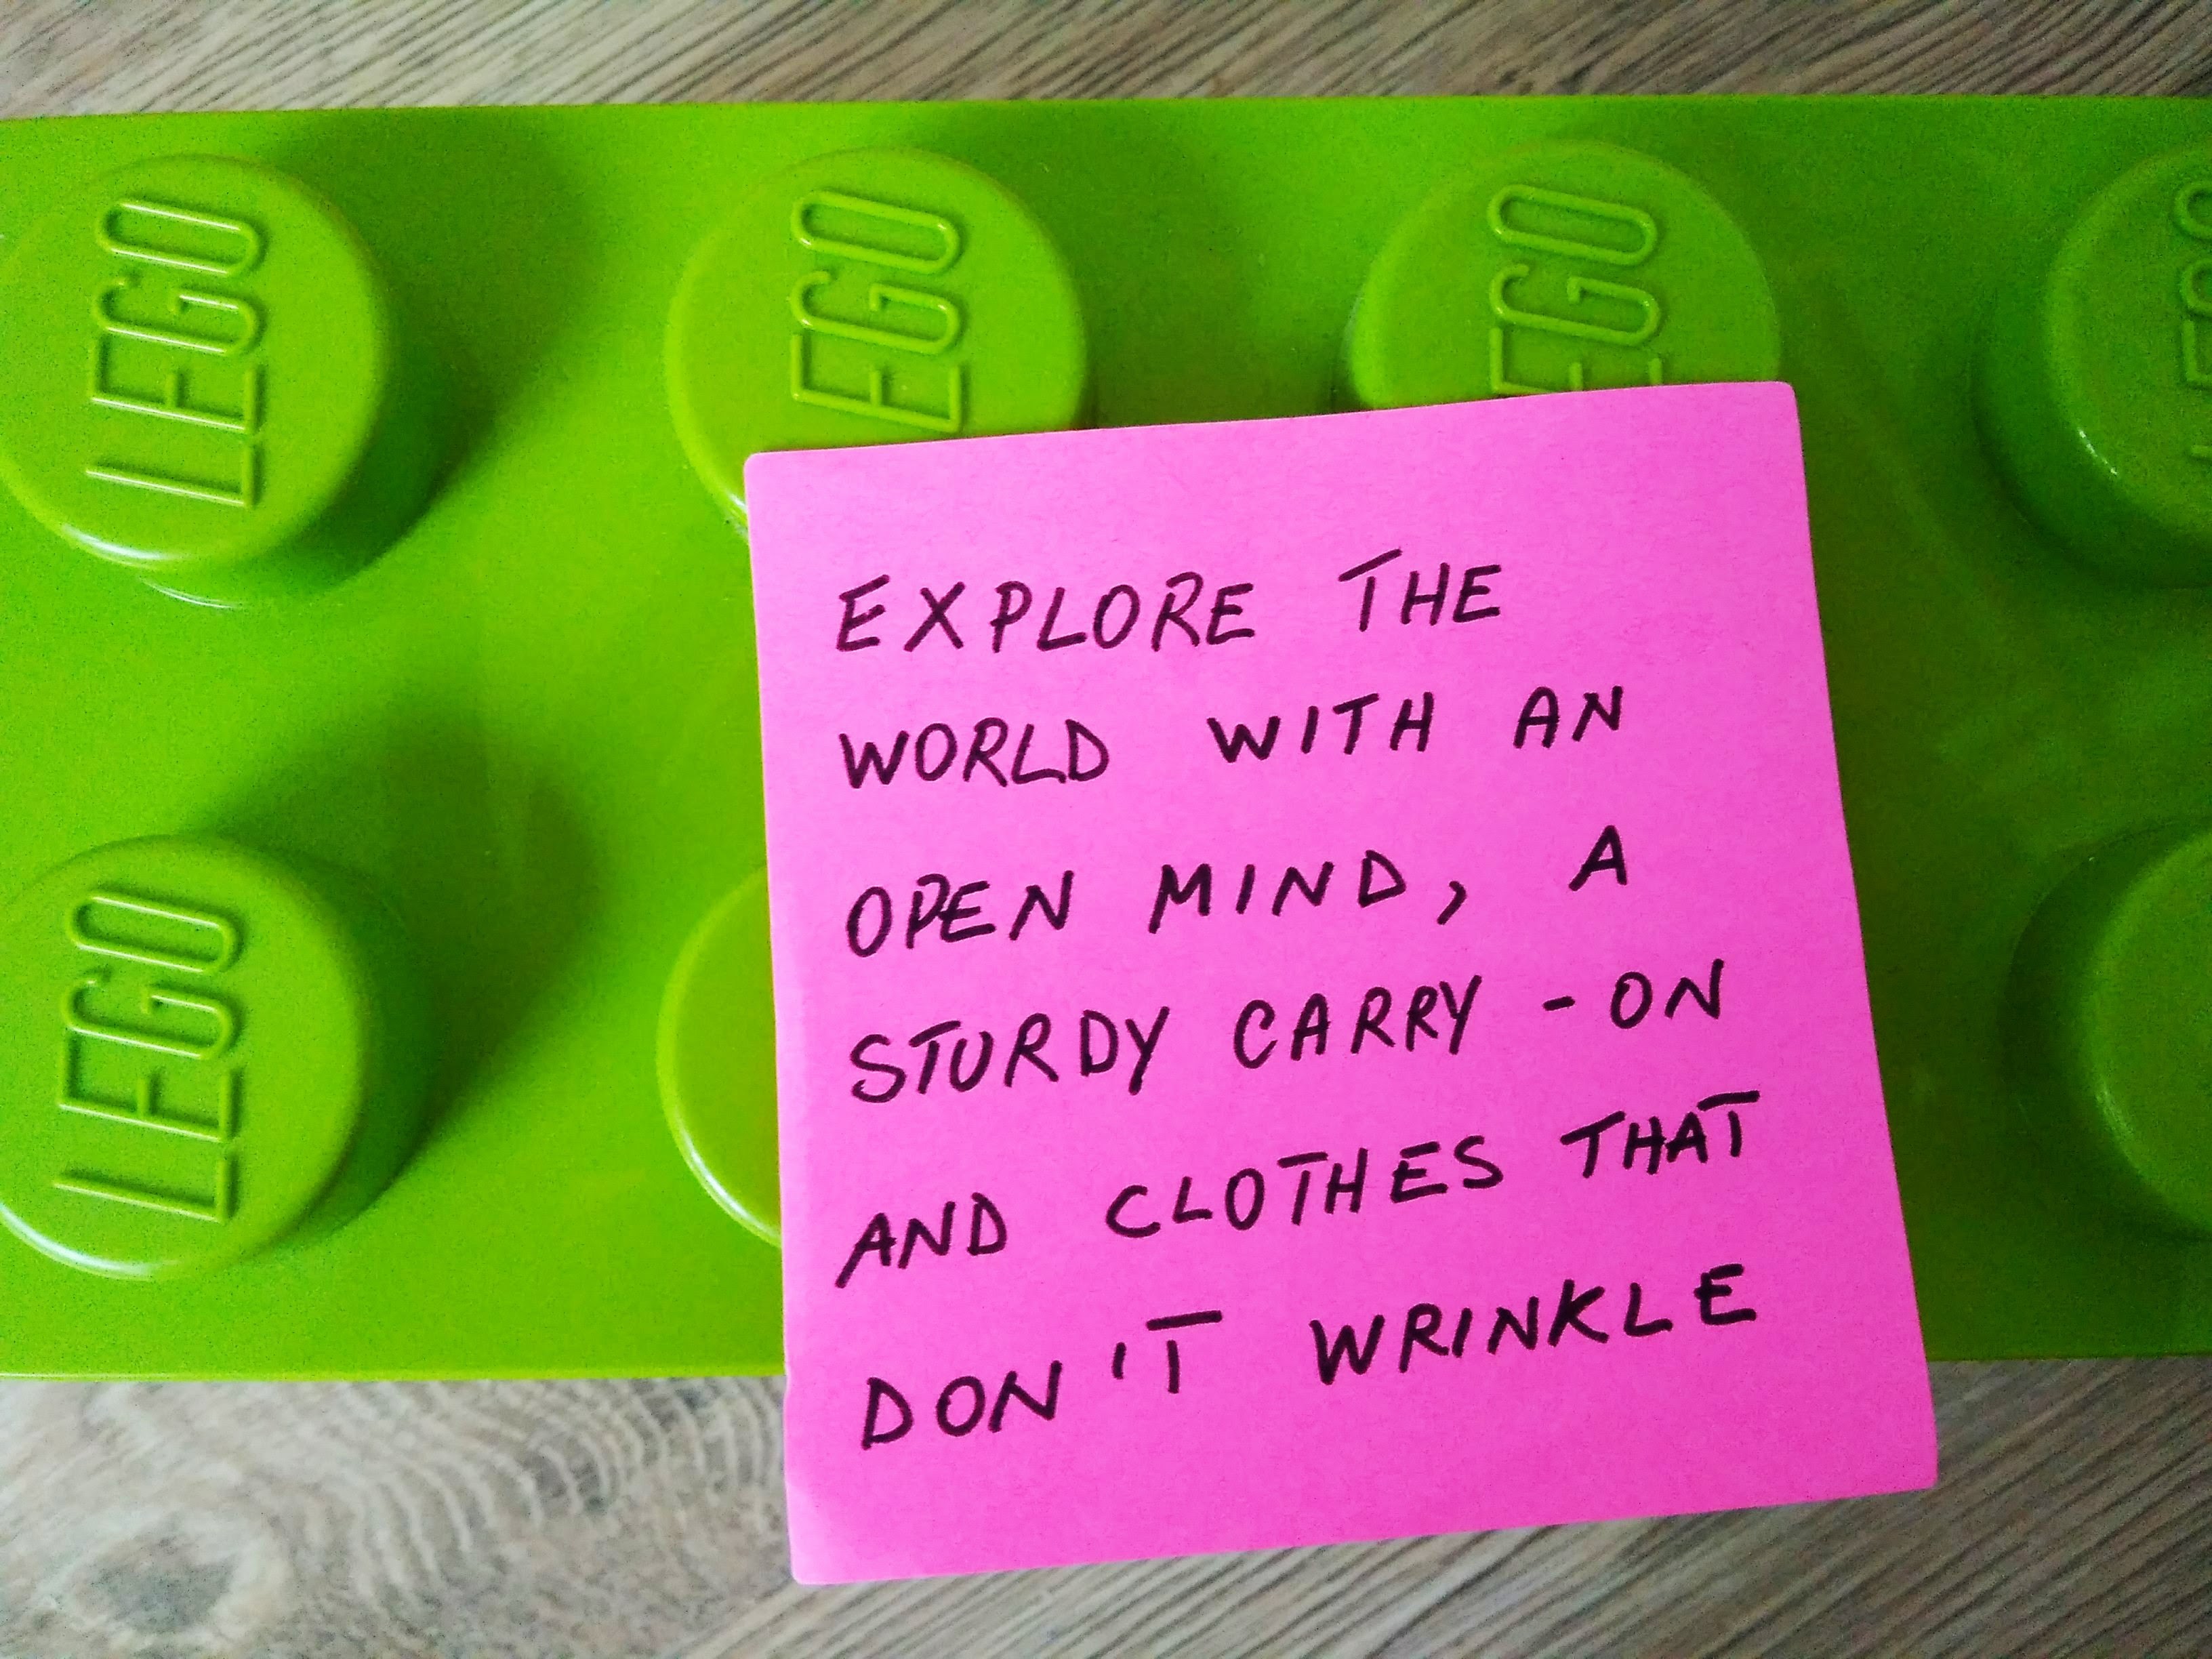 LEGO
LEGO
LEGO
EGO
EGO
EXPLORE THE
WORLD WITH AN
OPEN MIND, A
STURDY CARRY-ON
AND CLOTHES THAT
DON'T WRINKLE